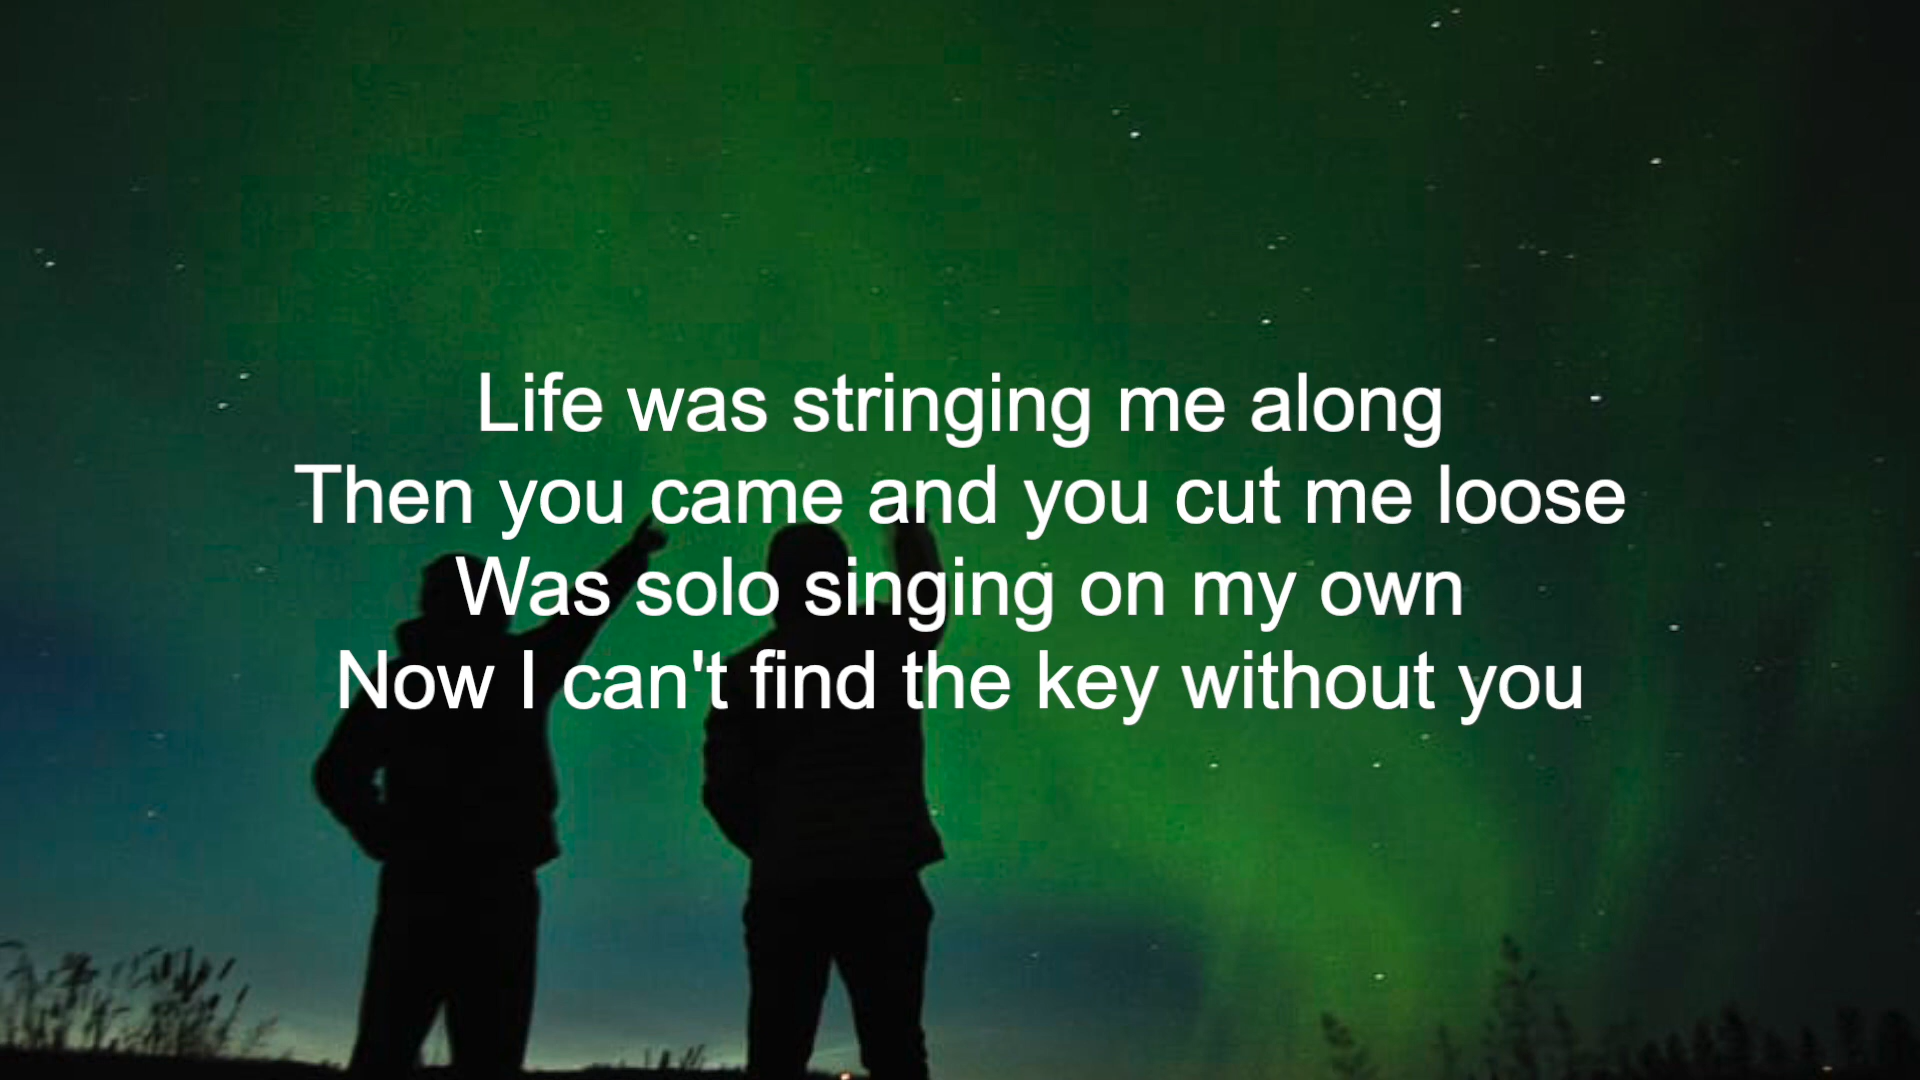 Life was stringing me along
Then you came and you cut me loose
Was solo singing on my own
Now I can't find the key without you